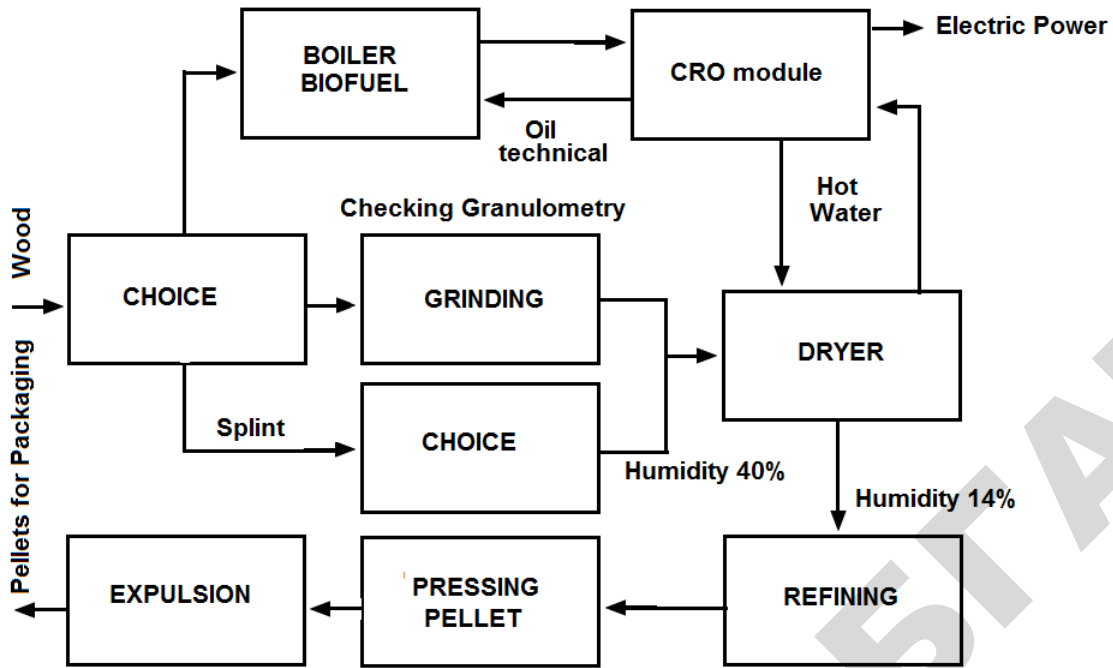 Electric Power
BOILER
BIOFUEL
CRO module
Oil
technical
Hot
Water
Checking Granulometry
Wood
CHOICE
GRINDING
DRYER
Splint
CHOICE
Humidity 40%
Humidity 14%
Pellets for Packaging
EXPULSION
PRESSING
PELLET
REFINING
БГА